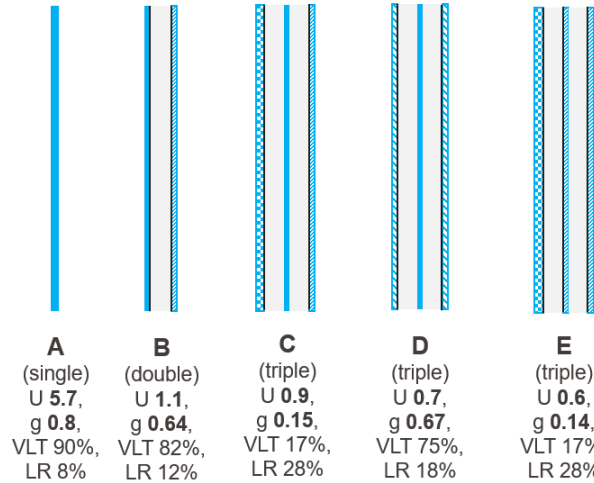 A
(single)
U 5.7,
g 0.8,
VLT 90%,
LR 8%
B
(double)
U 1.1,
g 0.64,
VLT 82%,
LR 12%
C
(triple)
U 0.9,
g 0.15,
VLT 17%,
LR 28%
D
(triple)
U 0.7,
g 0.67,
VLT 75%,
LR 18%
E
(triple)
U 0.6,
g 0.14,
VLT 17%
LR 28%